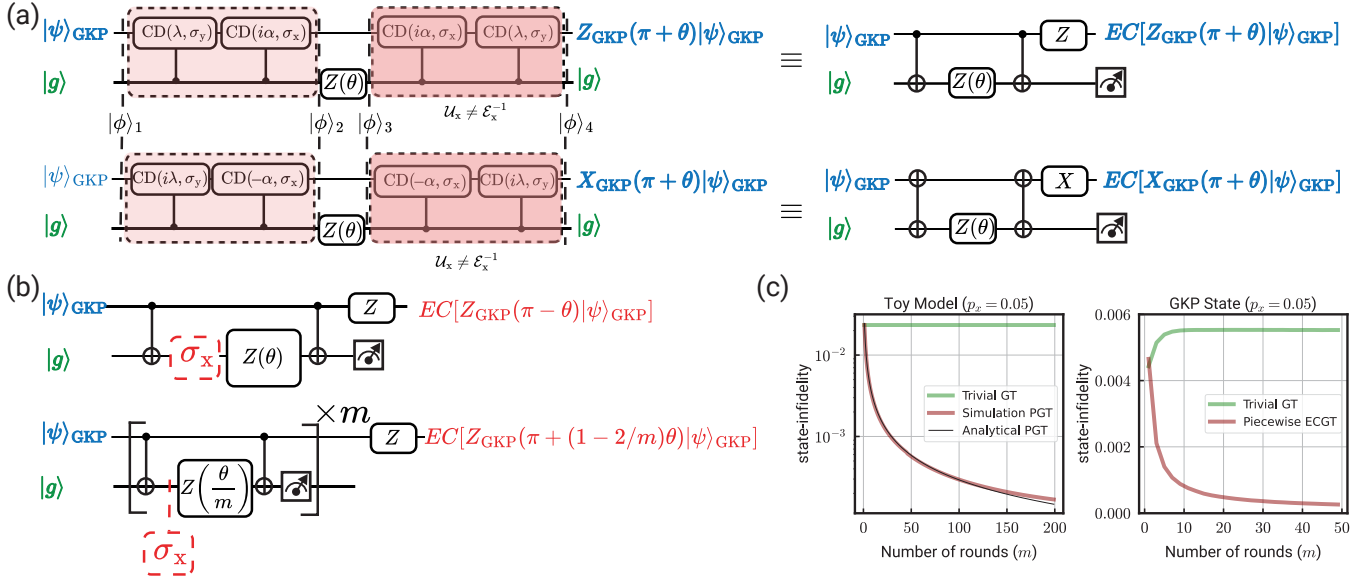 (a)
|ψ⟩GKP CD(λ, σy) CD(iα, σx) CD(iα, σx) CD(λ, σy) ZGKP(π + θ)|ψ⟩GKP ≡ |ψ⟩GKP Z EC[ZGKP(π + θ)|ψ⟩GKP]
|g⟩ Z(θ) |g⟩ |g⟩ Z(θ)
𝒰x ≠ ℰx⁻¹
|ϕ⟩1 |ϕ⟩2 |ϕ⟩3 |ϕ⟩4
|ψ⟩GKP CD(iλ, σy) CD(-α, σx) CD(-α, σx) CD(iλ, σy) XGKP(π + θ)|ψ⟩GKP ≡ |ψ⟩GKP X EC[XGKP(π + θ)|ψ⟩GKP]
|g⟩ Z(θ) |g⟩ |g⟩ Z(θ)
𝒰x ≠ ℰx⁻¹
(b)
|ψ⟩GKP Z EC[ZGKP(π − θ)|ψ⟩GKP]
|g⟩ σx Z(θ)
×m
|ψ⟩GKP Z EC[ZGKP(π + (1 − 2/m)θ)|ψ⟩GKP]
|g⟩ Z(θ/m)
σx
(c)
Toy Model (px = 0.05)
state-infidelity
10⁻²
10⁻³
Trivial GT
Simulation PGT
Analytical PGT
0 50 100 150 200
Number of rounds (m)
GKP State (px = 0.05)
state-infidelity
0.006
0.004
0.002
0.000
Trivial GT
Piecewise ECGT
0 10 20 30 40 50
Number of rounds (m)